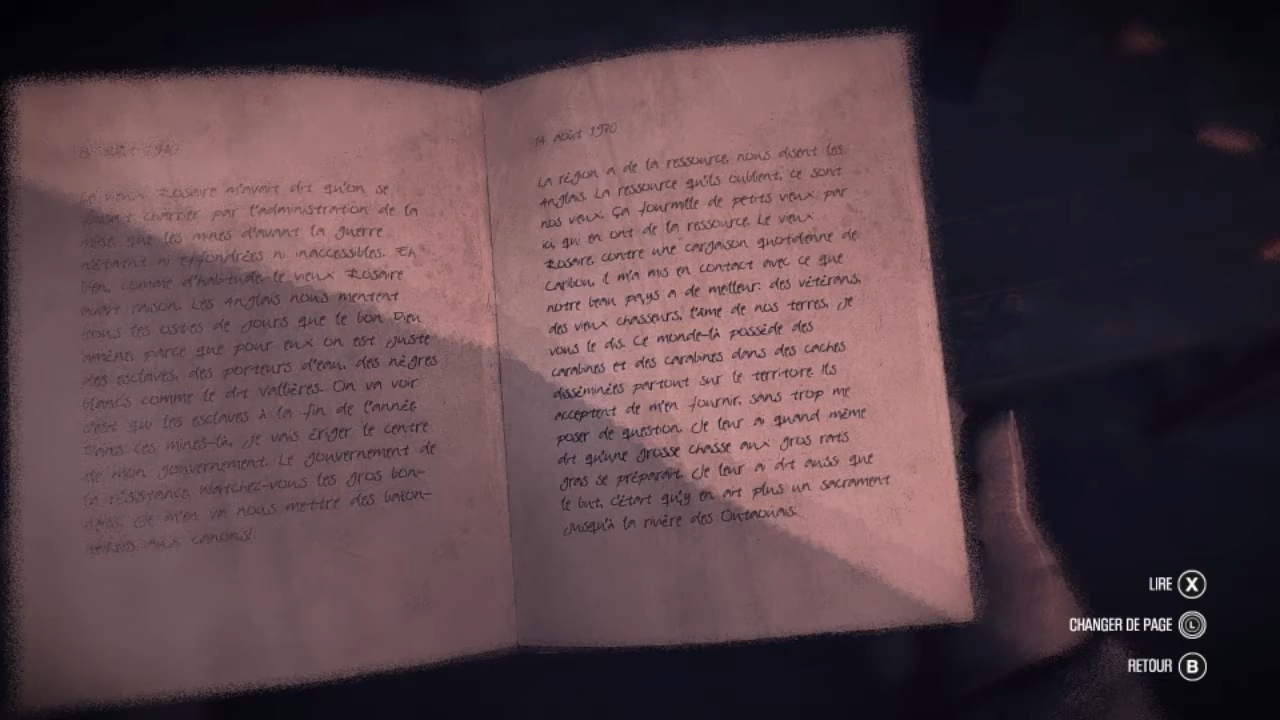 août 1970
Le vieux Rosaire m'avait dit qu'on se
faisait charrier par l'administration de la
mine, que les mines d'avant la guerre
n'étaient ni effondrées ni inaccessibles. Eh
bien, comme d'habitude, le vieux Rosaire
avait raison. Les Anglais nous mentent
tous les osties de jours que le bon Dieu
amène, parce que pour eux on est juste
des esclaves, des porteurs d'eau, des nègres
blancs comme le dit Vallières. On va voir
c'est qui les esclaves à la fin de l'année.
Dans ces mines-là, je vais ériger le centre
de mon gouvernement. Le gouvernement de
la résistance. Watchez-vous les gros bon-
Je m'en va nous mettre des baïon-
aux canons!
14 août 1970
La région a de la ressource, nous disent les
Anglais. La ressource qu'ils oublient, ce sont
nos vieux. Ça fourmille de petits vieux par
ici, qui en ont de la ressource. Le vieux
Rosaire, contre une cargaison quotidienne de
Caribou, il m'a mis en contact avec ce que
notre beau pays a de meilleur: des vétérans,
des vieux chasseurs, l'âme de nos terres, je
vous le dis. Ce monde-là possède des
carabines et des carabines dans des caches
disséminées partout sur le territoire. Ils
acceptent de m'en fournir, sans trop me
poser de question. Je leur ai quand même
dit qu'une grosse chasse aux gros rats
gras se préparait. Je leur ai dit aussi que
le but, c'était qu'y en ait plus un sacrament
jusqu'à la rivière des Outaouais.
LIRE X
CHANGER DE PAGE L
RETOUR B